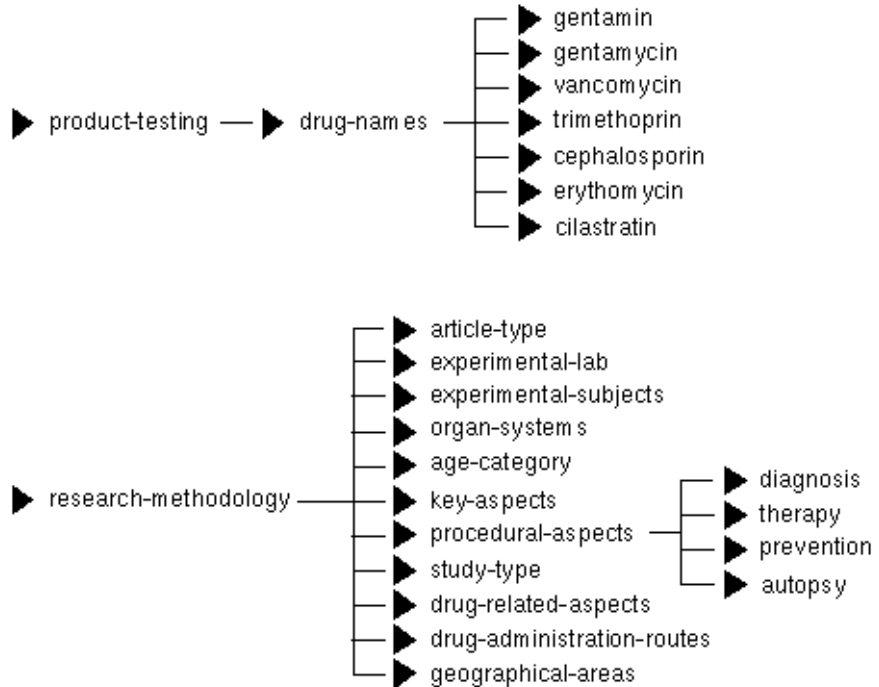 gentamin
gentamycin
vancomycin
product-testing drug-names trimethoprin
cephalosporin
erythomycin
cilastratin
article-type
experimental-lab
experimental-subjects
organ-systems
age-category
diagnosis
research-methodology key-aspects
therapy
procedural-aspects
prevention
study-type
autopsy
drug-related-aspects
drug-administration-routes
geographical-areas